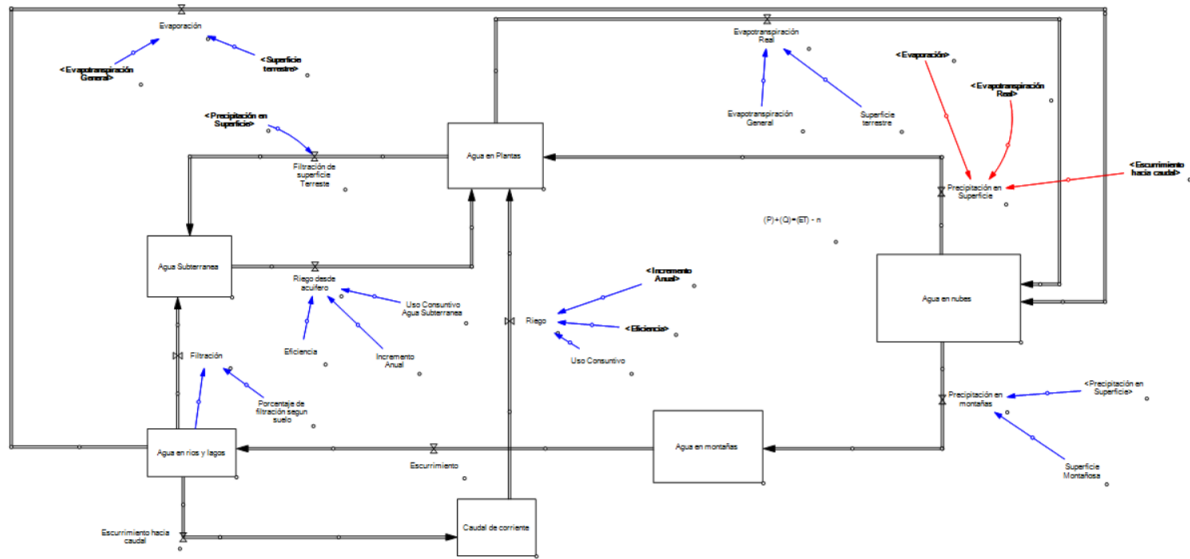 Evaporación
<Evapotranspiración
General>
<Superficie
terrestre>
Evapotranspiración
Real
Evapotranspiración
General
Superficie
terrestre
<Evaporación>
<Evapotranspiración
Real>
<Escurrimiento
hacia caudal>
<Precipitación en
Superficie>
Filtración de
superficie
Terreste
Agua en Plantas
Precipitación en
Superficie
(P)+(Q)=(ET) - n
Agua Subterranea
Riego desde
acuifero
Uso Consuntivo
Agua Subterranea
Eficiencia
Incremento
Anual
<Incremento
Anual>
Riego
<Eficiencia>
Uso Consuntivo
Agua en nubes
Filtración
Porcentaje de
filtración segun
suelo
Precipitación en
montañas
<Precipitación en
Superficie>
Superficie
Montañosa
Agua en rios y lagos
Escurrimiento
Agua en montañas
Escurrimiento hacia
caudal
Caudal de corriente